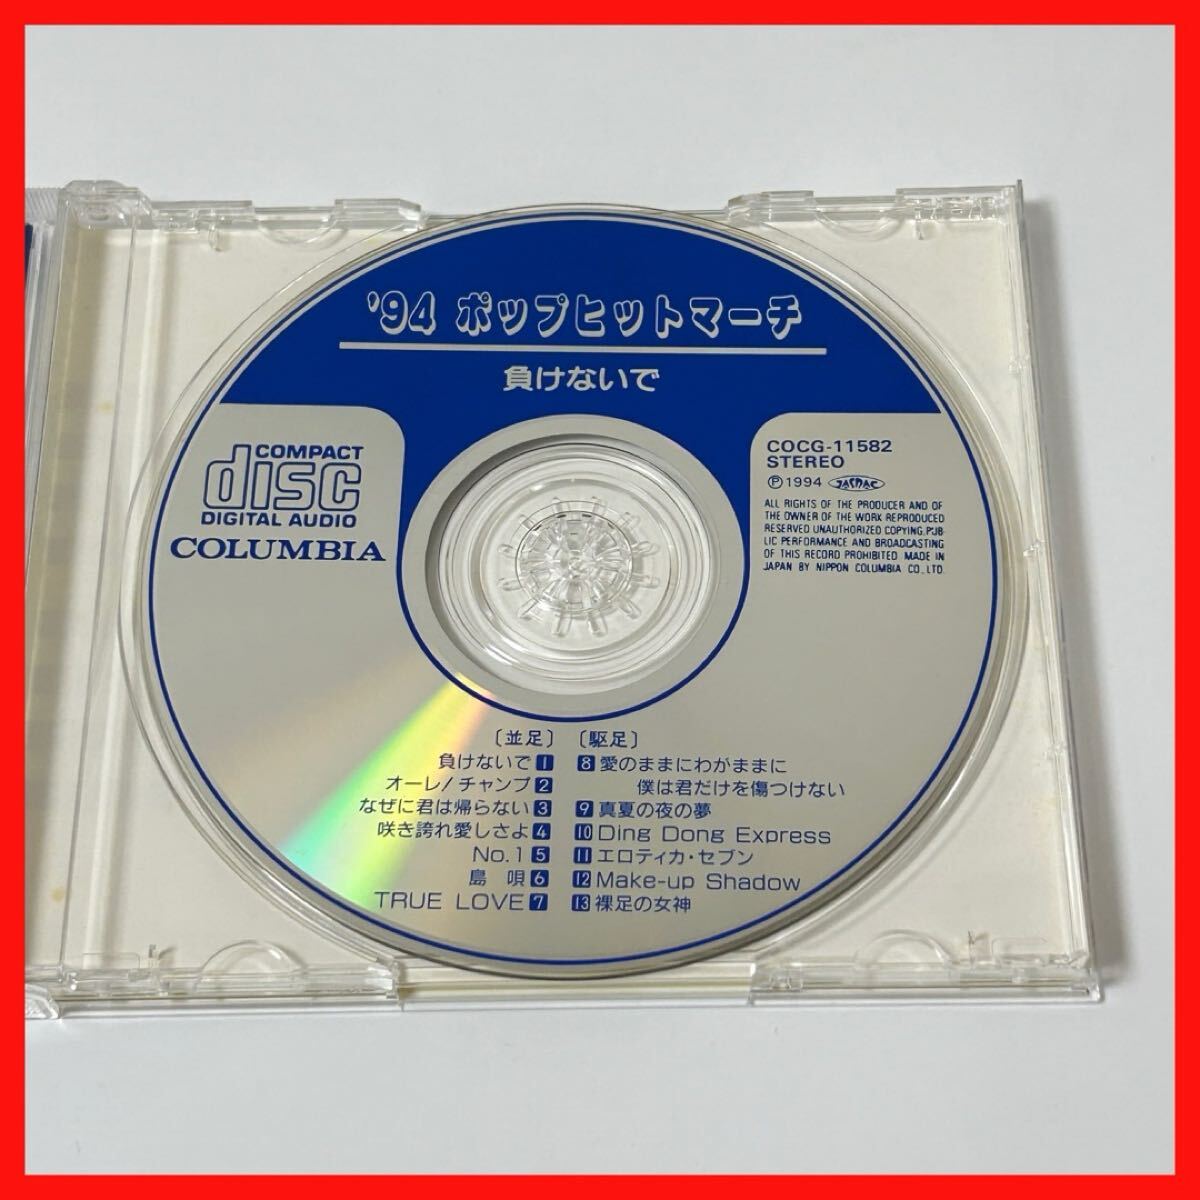 '94 ポップヒットマーチ
負けないで
COMPACT
disc
DIGITAL AUDIO
COLUMBIA
COCG-11582
STEREO
Ⓟ1994 JASRAC
ALL RIGHTS OF THE PRODUCER AND OF
THE OWNER OF THE WORK REPRODUCED
RESERVED UNAUTHORIZED COPYING, PUB-
LIC PERFORMANCE AND BROADCASTING
OF THIS RECORD PROHIBITED MADE IN
JAPAN BY NIPPON COLUMBIA CO., LTD.
〔並足〕
負けないで 1
オーレ!チャンプ 2
なぜに君は帰らない 3
咲き誇れ愛しさよ 4
No.1 5
島 唄 6
TRUE LOVE 7
〔駆足〕
8 愛のままにわがままに
僕は君だけを傷つけない
9 真夏の夜の夢
10 Ding Dong Express
11 エロティカ・セブン
12 Make-up Shadow
13 裸足の女神